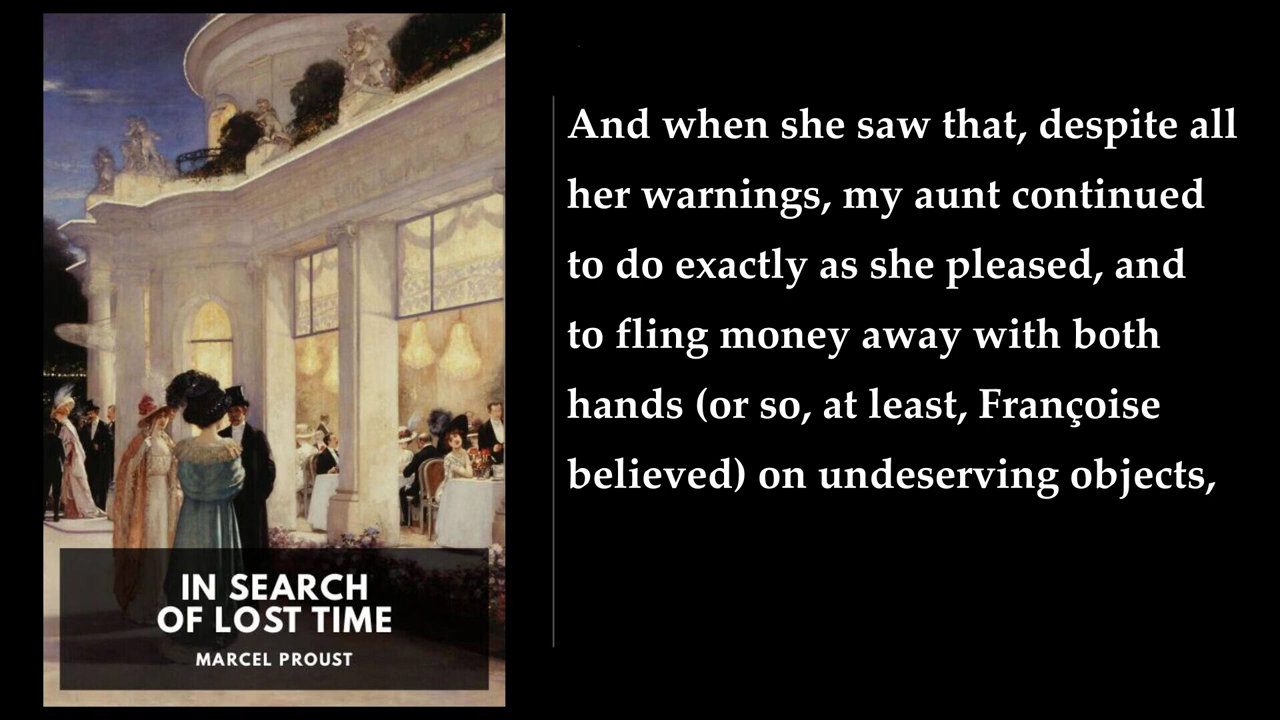 IN SEARCH
OF LOST TIME
MARCEL PROUST
And when she saw that, despite all
her warnings, my aunt continued
to do exactly as she pleased, and
to fling money away with both
hands (or so, at least, Françoise
believed) on undeserving objects,